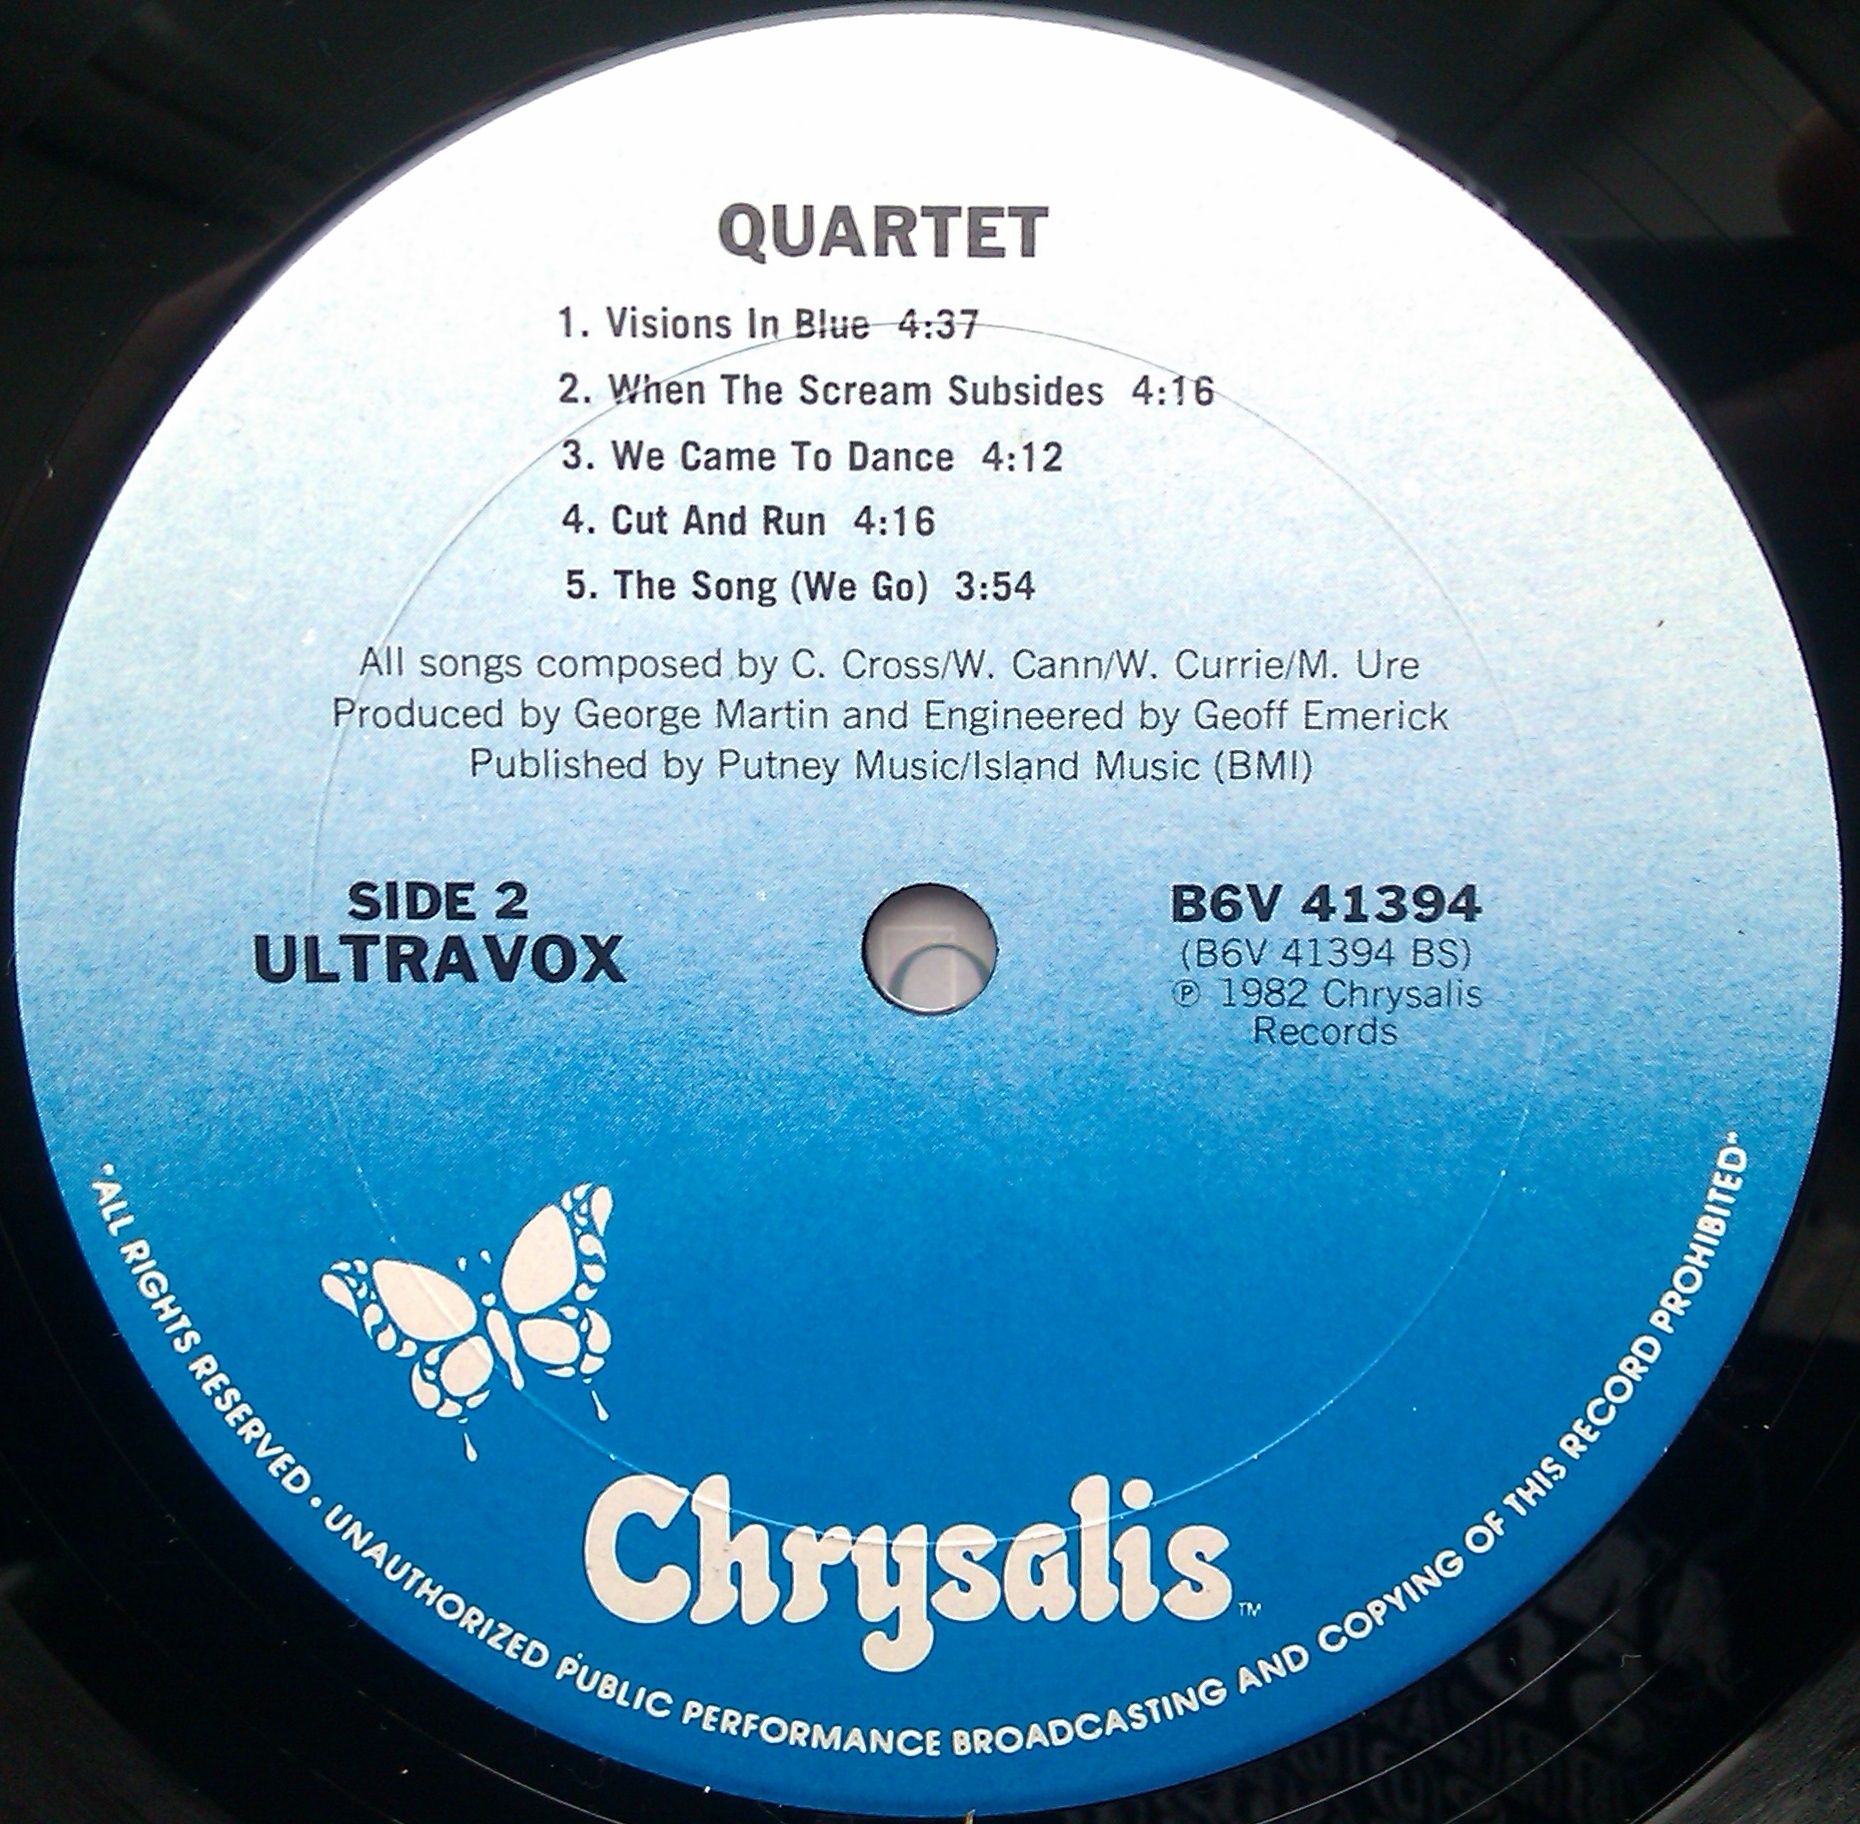 QUARTET
1. Visions In Blue 4:37
2. When The Scream Subsides 4:16
3. We Came To Dance 4:12
4. Cut And Run 4:16
5. The Song (We Go) 3:54
All songs composed by C. Cross/W. Cann/W. Currie/M. Ure
Produced by George Martin and Engineered by Geoff Emerick
Published by Putney Music/Island Music (BMI)
SIDE 2
ULTRAVOX
B6V 41394
(B6V 41394 BS)
℗ 1982 Chrysalis
Records
Chrysalis™
"ALL RIGHTS RESERVED • UNAUTHORIZED PUBLIC PERFORMANCE BROADCASTING AND COPYING OF THIS RECORD PROHIBITED"